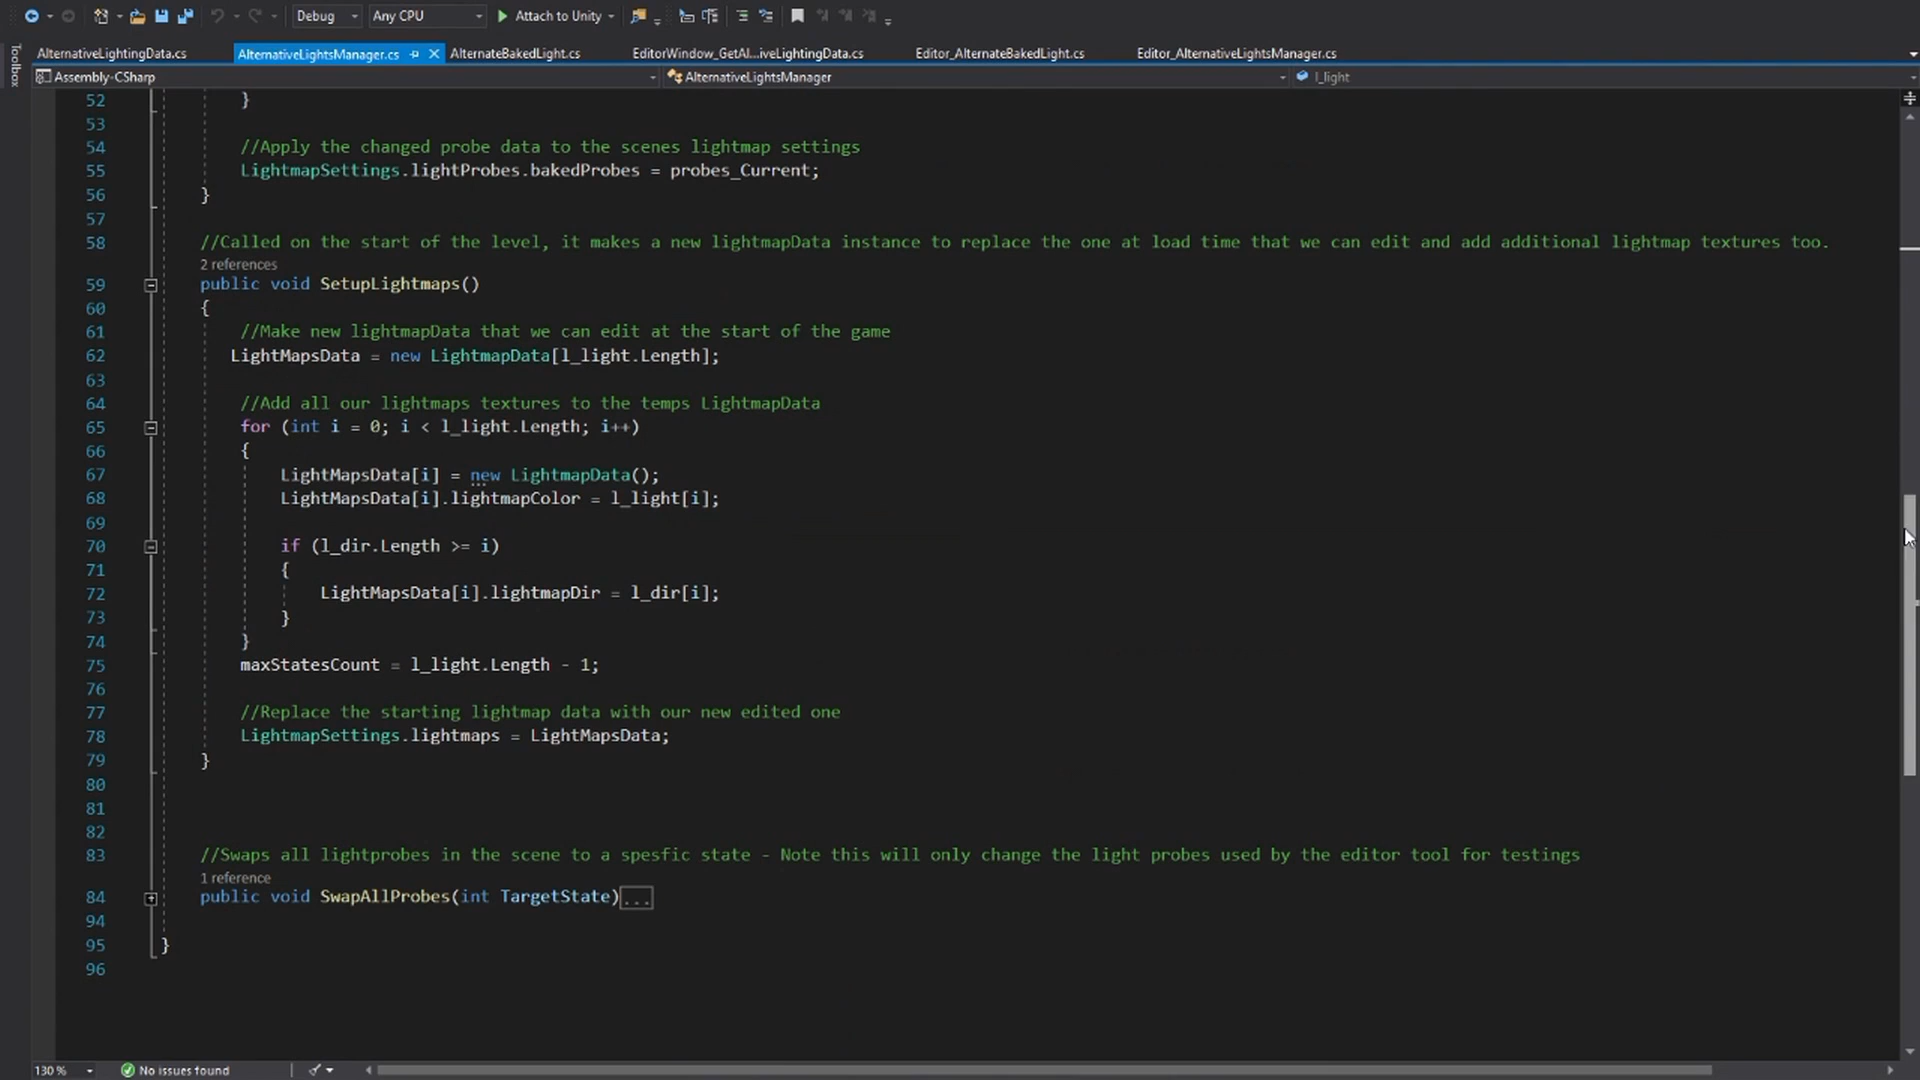 Debug Any CPU Attach to Unity
Toolbox
AlternativeLightingData.cs AlternativeLightsManager.cs AlternateBakedLight.cs EditorWindow_GetAl...iveLightingData.cs Editor_AlternateBakedLight.cs Editor_AlternativeLightsManager.cs
Assembly-CSharp AlternativeLightsManager l_light
52 }
53
54 //Apply the changed probe data to the scenes lightmap settings
55 LightmapSettings.lightProbes.bakedProbes = probes_Current;
56 }
57
58 //Called on the start of the level, it makes a new lightmapData instance to replace the one at load time that we can edit and add additional lightmap textures too.
2 references
59 public void SetupLightmaps()
60 {
61 //Make new lightmapData that we can edit at the start of the game
62 LightMapsData = new LightmapData[l_light.Length];
63
64 //Add all our lightmaps textures to the temps LightmapData
65 for (int i = 0; i < l_light.Length; i++)
66 {
67 LightMapsData[i] = new LightmapData();
68 LightMapsData[i].lightmapColor = l_light[i];
69
70 if (l_dir.Length >= i)
71 {
72 LightMapsData[i].lightmapDir = l_dir[i];
73 }
74 }
75 maxStatesCount = l_light.Length - 1;
76
77 //Replace the starting lightmap data with our new edited one
78 LightmapSettings.lightmaps = LightMapsData;
79 }
80
81
82
83 //Swaps all lightprobes in the scene to a spesfic state - Note this will only change the light probes used by the editor tool for testings
1 reference
84 public void SwapAllProbes(int TargetState)...
94
95 }
96
130 % No issues found